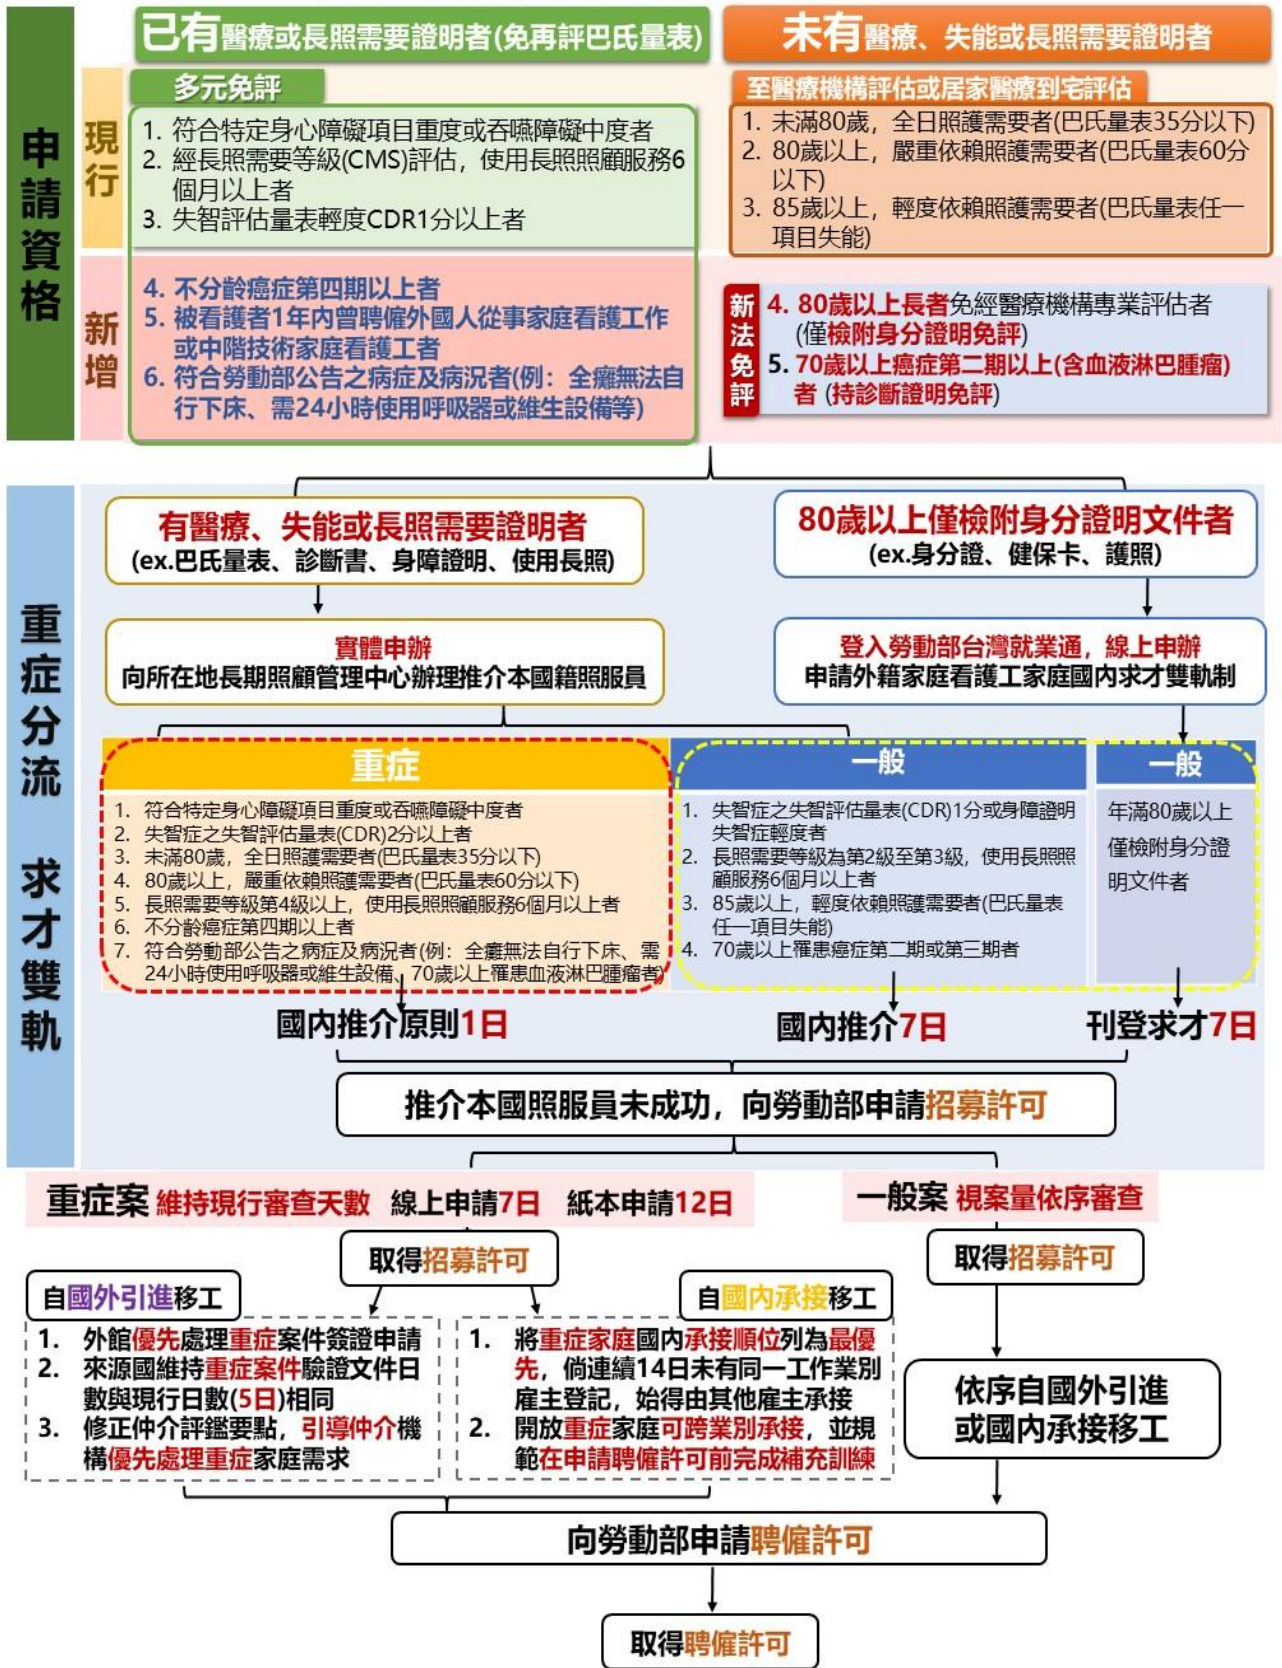 已有醫療或長照需要證明者(免再評巴氏量表)
未有醫療、失能或長照需要證明者
申請資格
現行
多元免評
1. 符合特定身心障礙項目重度或吞嚥障礙中度者
2. 經長照需要等級(CMS)評估，使用長照照顧服務6
個月以上者
3. 失智評估量表輕度CDR1分以上者
至醫療機構評估或居家醫療到宅評估
1. 未滿80歲，全日照護需要者(巴氏量表35分以下)
2. 80歲以上，嚴重依賴照護需要者(巴氏量表60分
以下)
3. 85歲以上，輕度依賴照護需要者(巴氏量表任一
項目失能)
新增
4. 不分齡癌症第四期以上者
5. 被看護者1年內曾聘僱外國人從事家庭看護工作
或中階技術家庭看護工者
6. 符合勞動部公告之病症及病況者(例：全癱無法自
行下床、需24小時使用呼吸器或維生設備等)
新法免評
4. 80歲以上長者免經醫療機構專業評估者
(僅檢附身分證明免評)
5. 70歲以上癌症第二期以上(含血液淋巴腫瘤)
者 (持診斷證明免評)
重症分流 求才雙軌
有醫療、失能或長照需要證明者
(ex.巴氏量表、診斷書、身障證明、使用長照)
80歲以上僅檢附身分證明文件者
(ex.身分證、健保卡、護照)
實體申辦
向所在地長期照顧管理中心辦理推介本國籍照服員
登入勞動部台灣就業通，線上申辦
申請外籍家庭看護工家庭國內求才雙軌制
重症
1. 符合特定身心障礙項目重度或吞嚥障礙中度者
2. 失智症之失智評估量表(CDR)2分以上者
3. 未滿80歲，全日照護需要者(巴氏量表35分以下)
4. 80歲以上，嚴重依賴照護需要者(巴氏量表60分以下)
5. 長照需要等級第4級以上，使用長照照顧服務6個月以上者
6. 不分齡癌症第四期以上者
7. 符合勞動部公告之病症及病況者(例：全癱無法自行下床、需
24小時使用呼吸器或維生設備、70歲以上罹患血液淋巴腫瘤者)
一般
1. 失智症之失智評估量表(CDR)1分或身障證明
失智症輕度者
2. 長照需要等級為第2級至第3級，使用長照照
顧服務6個月以上者
3. 85歲以上，輕度依賴照護需要者(巴氏量表
任一項目失能)
4. 70歲以上罹患癌症第二期或第三期者
一般
年滿80歲以上
僅檢附身分證
明文件者
國內推介原則1日
國內推介7日
刊登求才7日
推介本國照服員未成功，向勞動部申請招募許可
重症案 維持現行審查天數 線上申請7日 紙本申請12日
一般案 視案量依序審查
取得招募許可
取得招募許可
自國外引進移工
1. 外館優先處理重症案件簽證申請
2. 來源國維持重症案件驗證文件日
數與現行日數(5日)相同
3. 修正仲介評鑑要點，引導仲介機
構優先處理重症家庭需求
自國內承接移工
1. 將重症家庭國內承接順位列為最優
先，倘連續14日未有同一工作業別
雇主登記，始得由其他雇主承接
2. 開放重症家庭可跨業別承接，並規
範在申請聘僱許可前完成補充訓練
依序自國外引進
或國內承接移工
向勞動部申請聘僱許可
取得聘僱許可